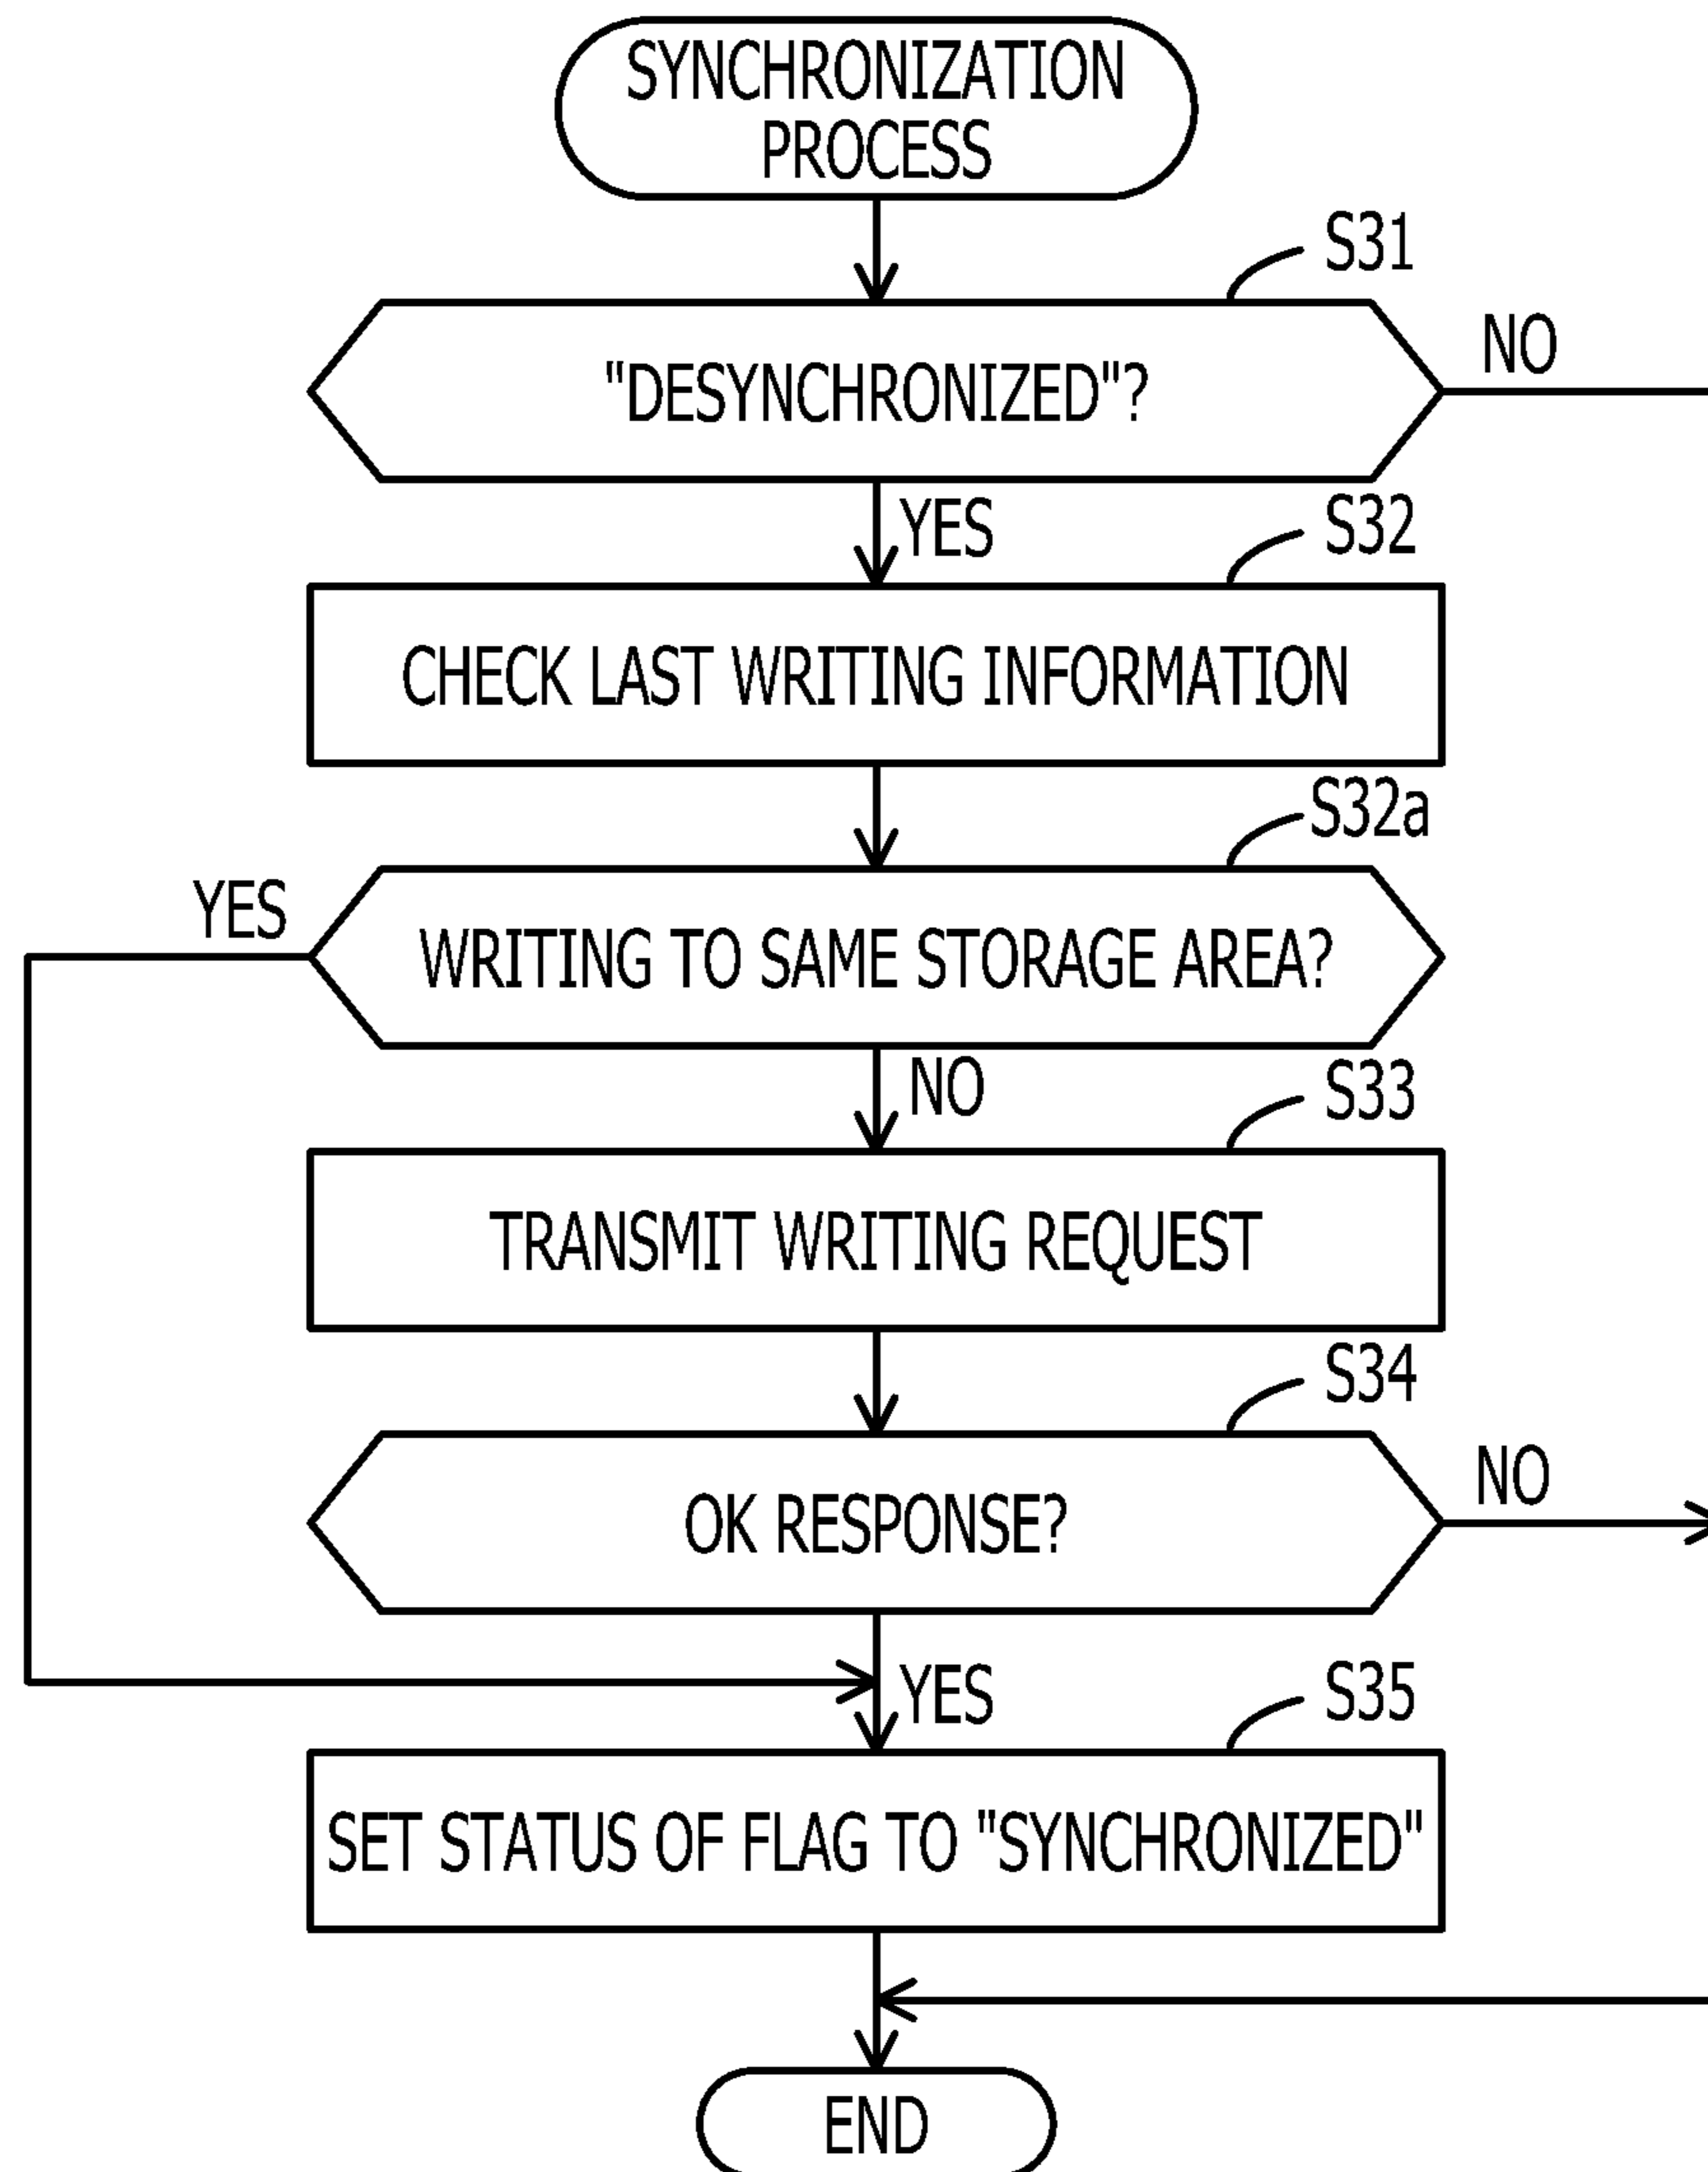 SYNCHRONIZATION
PROCESS
S31
"DESYNCHRONIZED"?
NO
YES
S32
CHECK LAST WRITING INFORMATION
S32a
YES
WRITING TO SAME STORAGE AREA?
NO
S33
TRANSMIT WRITING REQUEST
S34
OK RESPONSE?
NO
YES
S35
SET STATUS OF FLAG TO "SYNCHRONIZED"
END